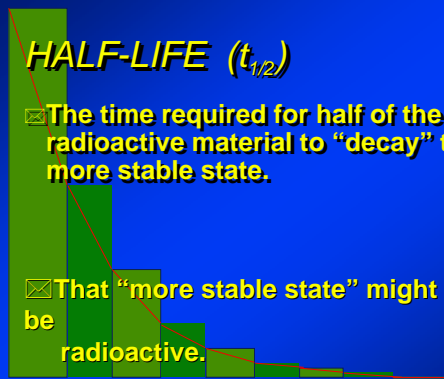 HALF-LIFE (t1/2)
The time required for half of the
radioactive material to “decay”
more stable state.
That “more stable state” might
be
radioactive.